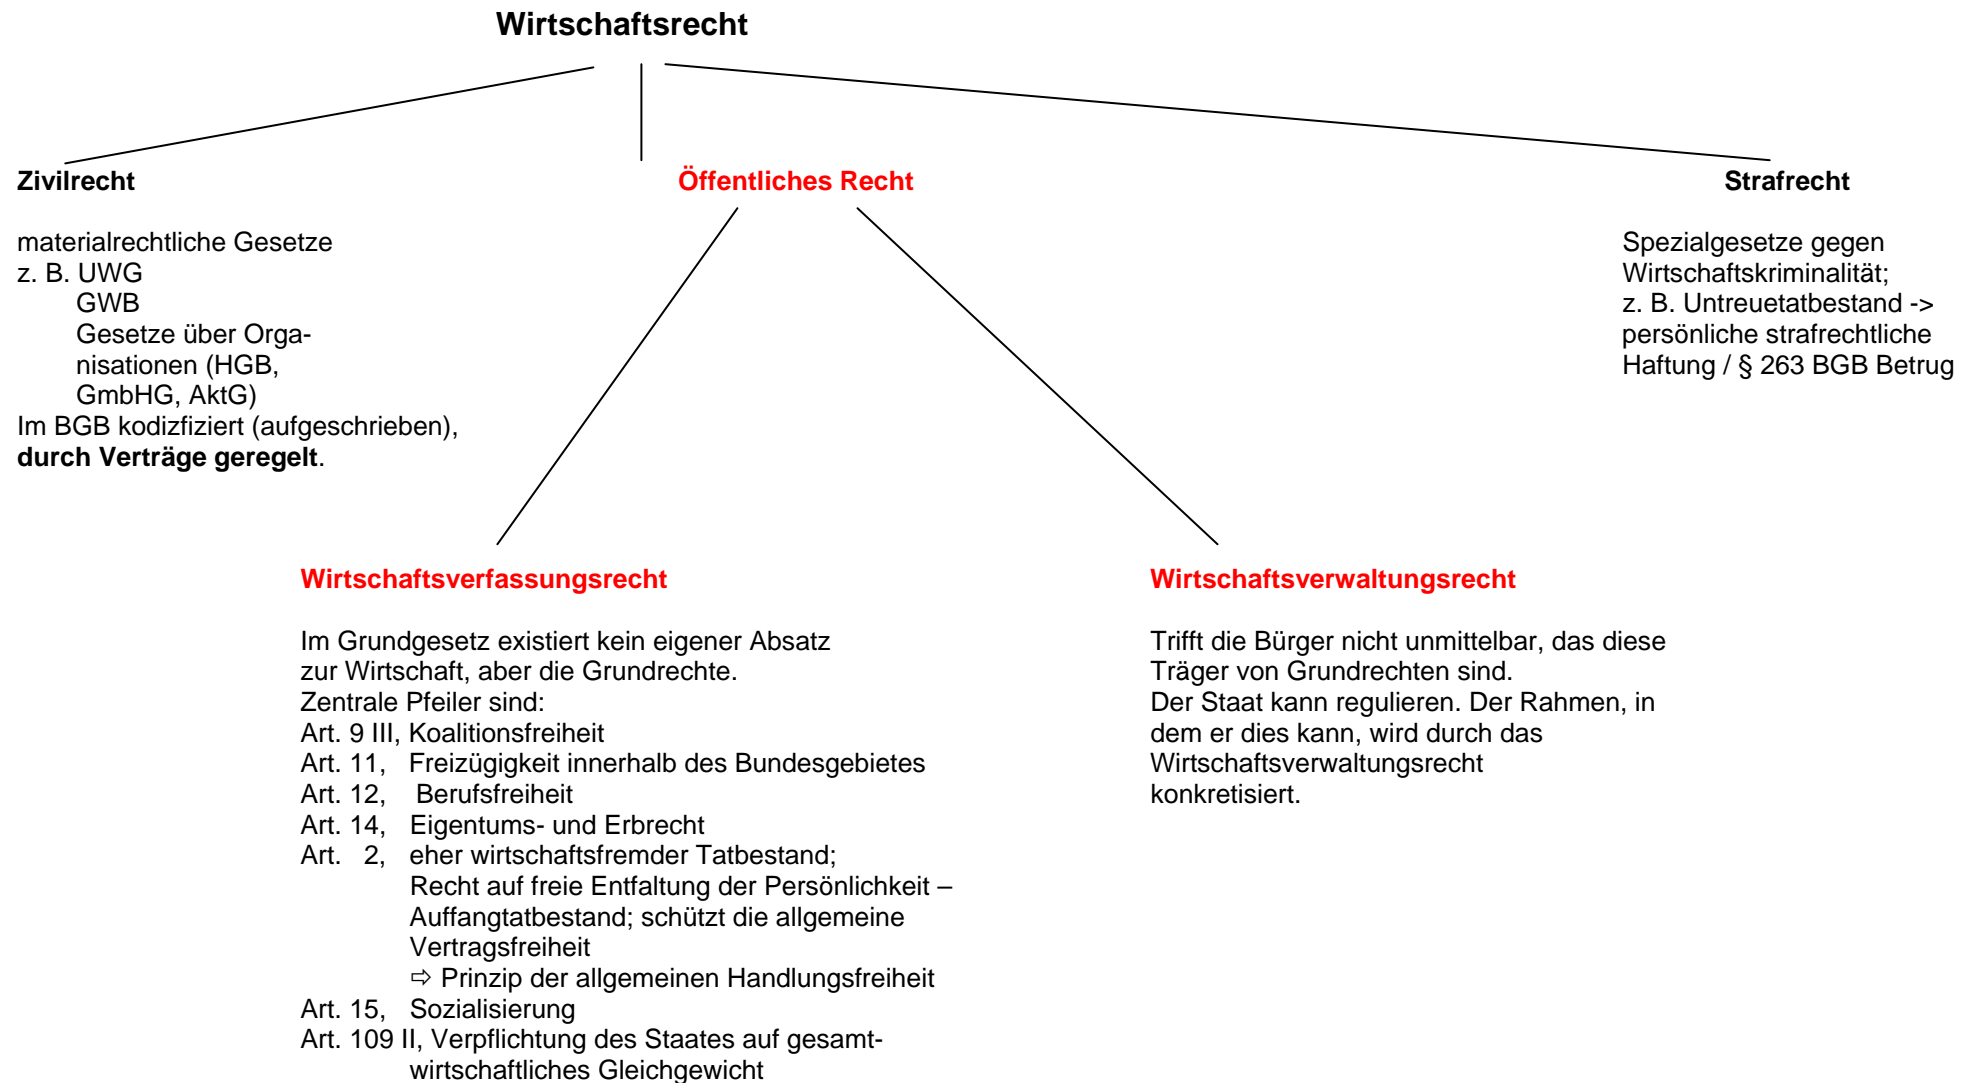 Wirtschaftsrecht
Zivilrecht
materialrechtliche Gesetze
z. B. UWG
GWB
Gesetze über Orga-
nisationen (HGB,
GmbHG, AktG)
Im BGB kodizfiziert (aufgeschrieben),
durch Verträge geregelt.
Öffentliches Recht
Strafrecht
Spezialgesetze gegen
Wirtschaftskriminalität;
z. B. Untreuetatbestand ->
persönliche strafrechtliche
Haftung / § 263 BGB Betrug
Wirtschaftsverfassungsrecht
Im Grundgesetz existiert kein eigener Absatz
zur Wirtschaft, aber die Grundrechte.
Zentrale Pfeiler sind:
Art. 9 III, Koalitionsfreiheit
Art. 11, Freizügigkeit innerhalb des Bundesgebietes
Art. 12, Berufsfreiheit
Art. 14, Eigentums- und Erbrecht
Art. 2, eher wirtschaftsfremder Tatbestand;
Recht auf freie Entfaltung der Persönlichkeit –
Auffangtatbestand; schützt die allgemeine
Vertragsfreiheit
⇨ Prinzip der allgemeinen Handlungsfreiheit
Art. 15, Sozialisierung
Art. 109 II, Verpflichtung des Staates auf gesamt-
wirtschaftliches Gleichgewicht
Wirtschaftsverwaltungsrecht
Trifft die Bürger nicht unmittelbar, das diese
Träger von Grundrechten sind.
Der Staat kann regulieren. Der Rahmen, in
dem er dies kann, wird durch das
Wirtschaftsverwaltungsrecht
konkretisiert.